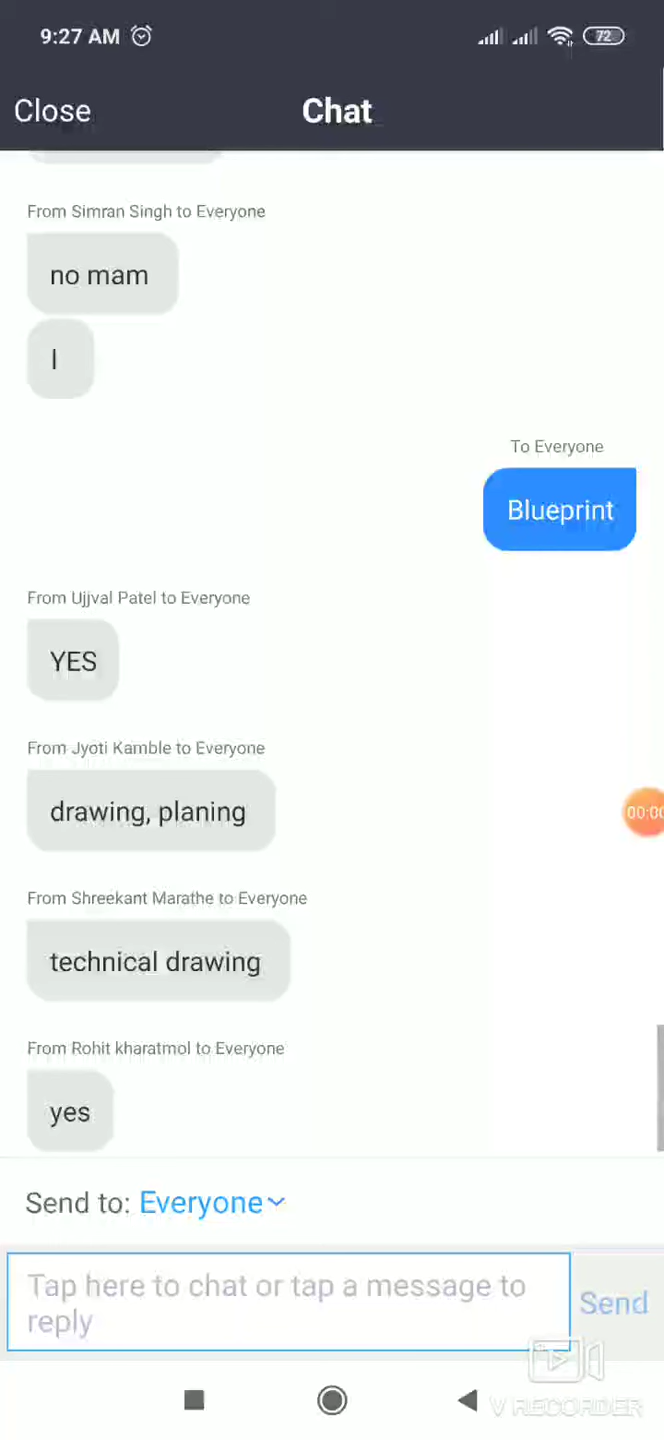 9:27 AM
72
Close
Chat
From Simran Singh to Everyone
no mam
I
To Everyone
Blueprint
From Ujjval Patel to Everyone
YES
From Jyoti Kamble to Everyone
drawing, planing
00:00
From Shreekant Marathe to Everyone
technical drawing
From Rohit kharatmol to Everyone
yes
Send to: Everyone
Tap here to chat or tap a message to
reply
Send
V RECORDER